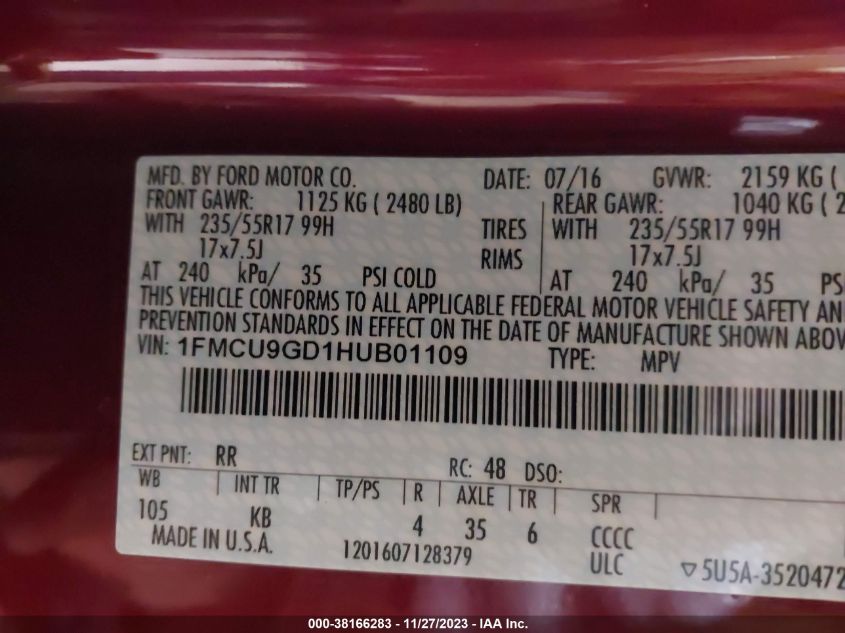 MFD. BY FORD MOTOR CO. DATE: 07/16 GVWR: 2159 KG (
FRONT GAWR: 1125 KG ( 2480 LB) REAR GAWR: 1040 KG ( 2
WITH 235/55R17 99H TIRES WITH 235/55R17 99H
17x7.5J RIMS 17x7.5J
AT 240 kPa/ 35 PSI COLD AT 240 kPa/ 35 PS
THIS VEHICLE CONFORMS TO ALL APPLICABLE FEDERAL MOTOR VEHICLE SAFETY AN
PREVENTION STANDARDS IN EFFECT ON THE DATE OF MANUFACTURE SHOWN ABOV
VIN: 1FMCU9GD1HUB01109 TYPE: MPV
EXT PNT: RR RC: 48 DSO:
WB INT TR TP/PS R AXLE TR SPR
105 KB 4 35 6 CCCC
MADE IN U.S.A. 1201607128379 ULC ▽5U5A-3520472
000-38166283 - 11/27/2023 - IAA Inc.